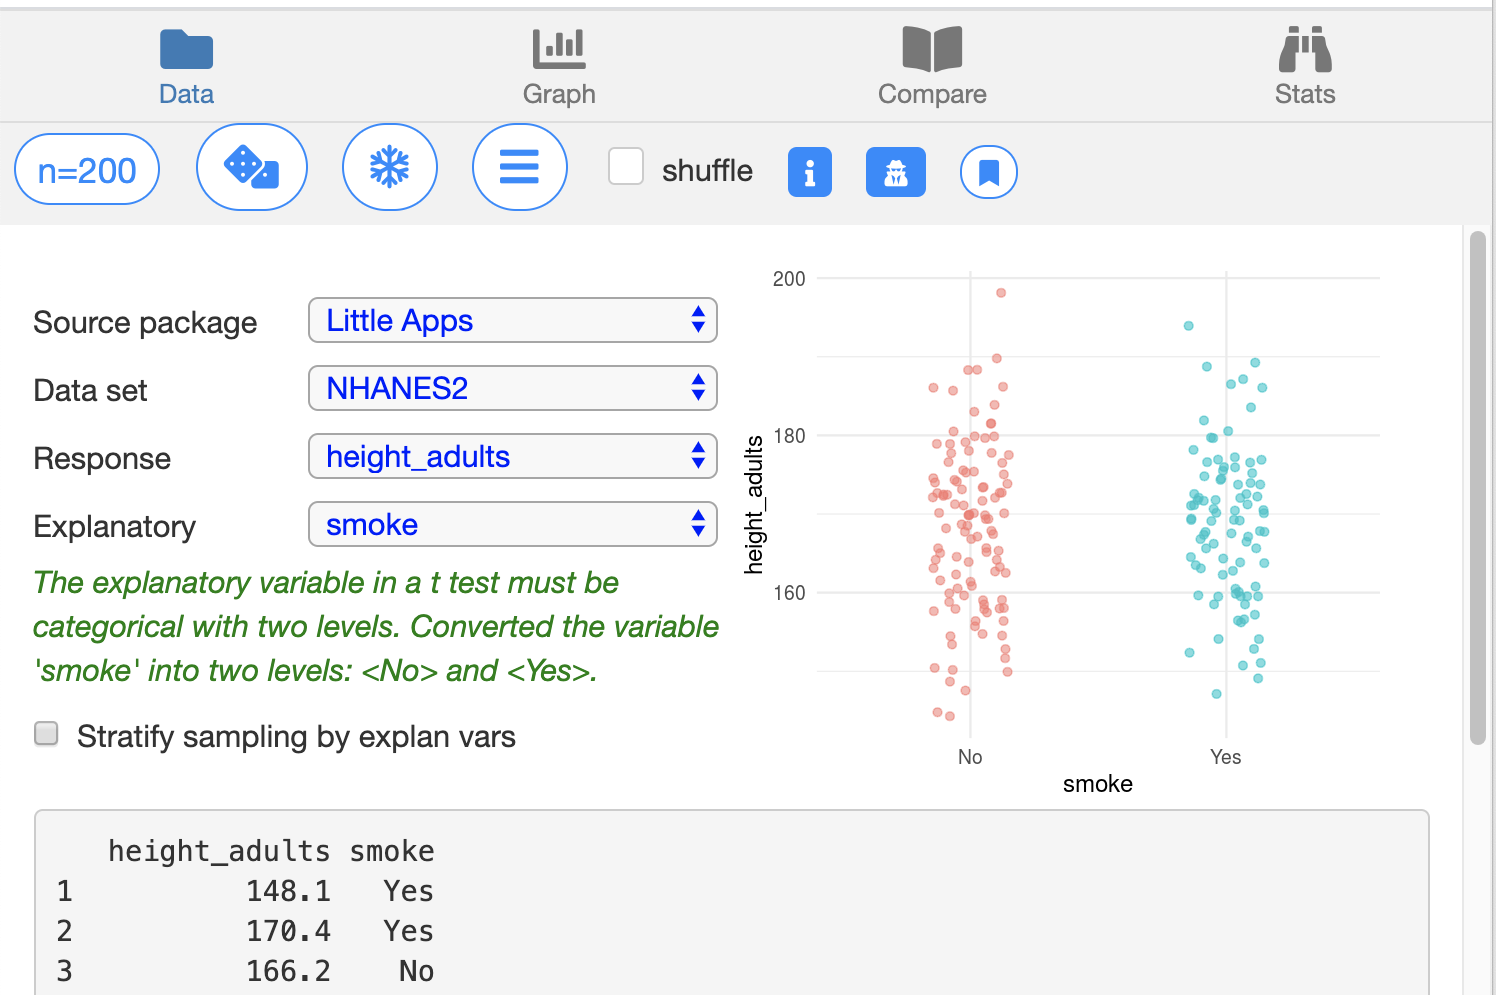 Data
Graph
Compare
Stats
n=200
shuffle
Source package
Little Apps
Data set
NHANES2
Response
height_adults
Explanatory
smoke
The explanatory variable in a t test must be
categorical with two levels. Converted the variable
'smoke' into two levels: <No> and <Yes>.
Stratify sampling by explan vars
200
180
160
height_adults
No
Yes
smoke
height_adults smoke
1 148.1 Yes
2 170.4 Yes
3 166.2 No